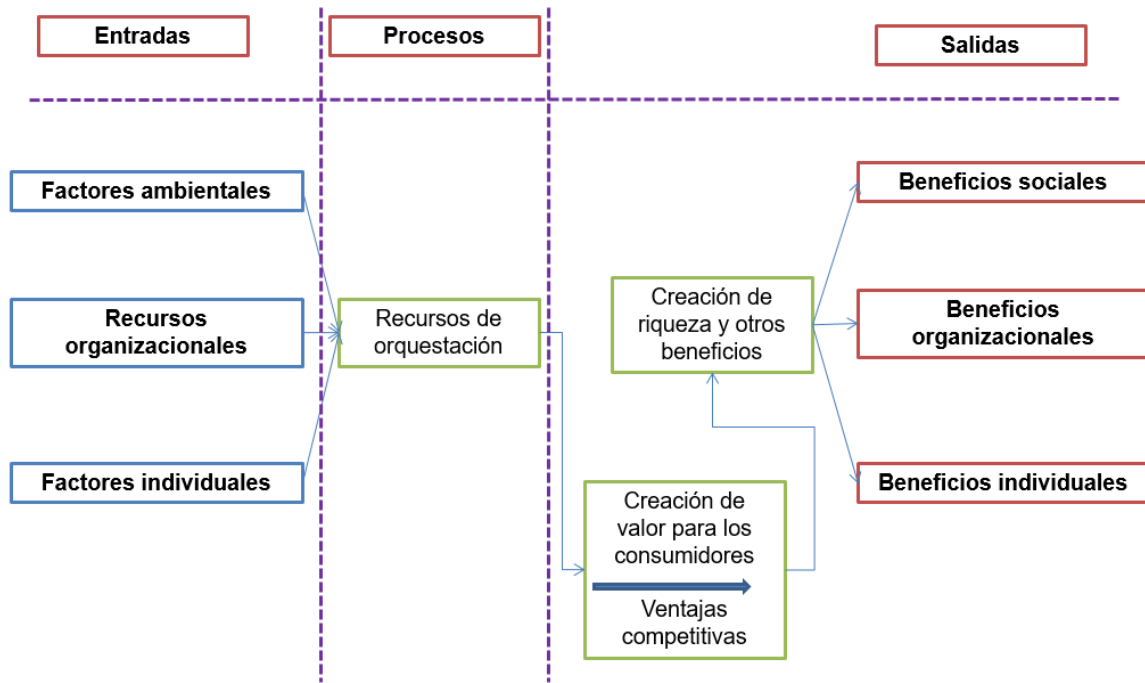 Entradas
Procesos
Salidas
Factores ambientales
Beneficios sociales
Recursos
organizacionales
Recursos de
orquestación
Creación de
riqueza y otros
beneficios
Beneficios
organizacionales
Factores individuales
Beneficios individuales
Creación de
valor para los
consumidores
Ventajas
competitivas